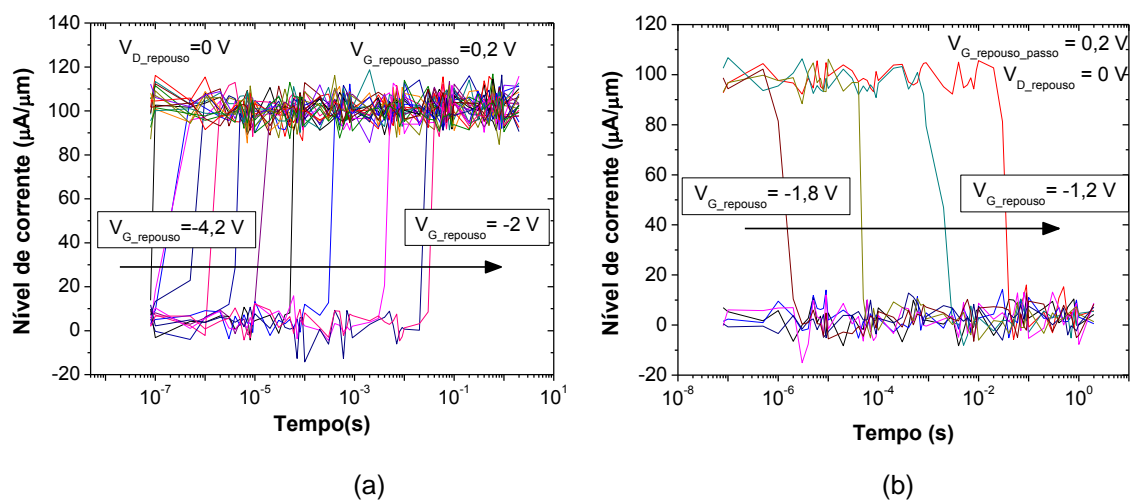 (a)
V_D_repouso=0 V
V_G_repouso_passo=0,2 V
V_G_repouso=-4,2 V
V_G_repouso= -2 V
Nível de corrente (µA/µm)
140
120
100
80
60
40
20
0
-20
10^-7 10^-5 10^-3 10^-1 10^1
Tempo(s)
(b)
V_G_repouso_passo = 0,2 V
V_D_repouso = 0 V
V_G_repouso= -1,8 V
V_G_repouso= -1,2 V
Nível de corrente (µA/µm)
120
100
80
60
40
20
0
-20
10^-8 10^-6 10^-4 10^-2 10^0
Tempo (s)
(a)
(b)